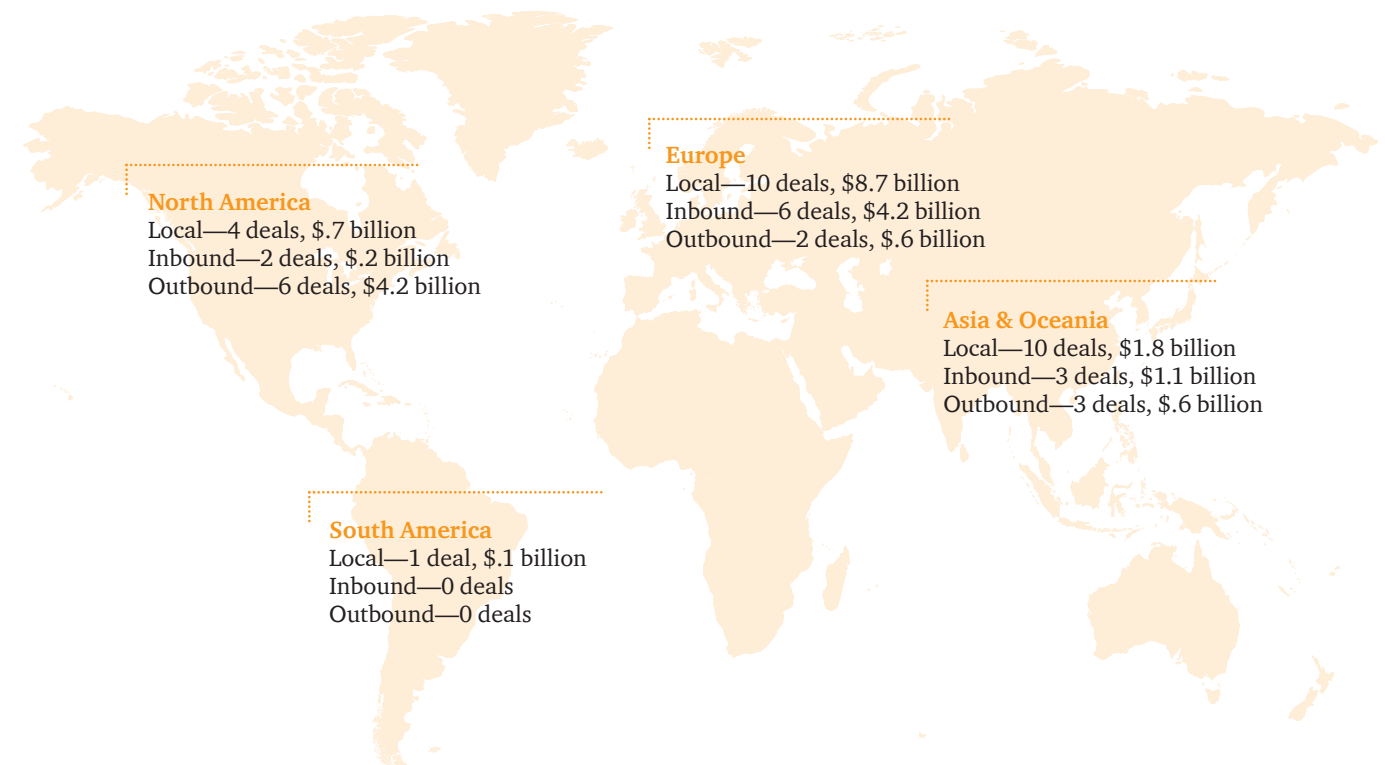 North America
Local—4 deals, $.7 billion
Inbound—2 deals, $.2 billion
Outbound—6 deals, $4.2 billion
Europe
Local—10 deals, $8.7 billion
Inbound—6 deals, $4.2 billion
Outbound—2 deals, $.6 billion
Asia & Oceania
Local—10 deals, $1.8 billion
Inbound—3 deals, $1.1 billion
Outbound—3 deals, $.6 billion
South America
Local—1 deal, $.1 billion
Inbound—0 deals
Outbound—0 deals